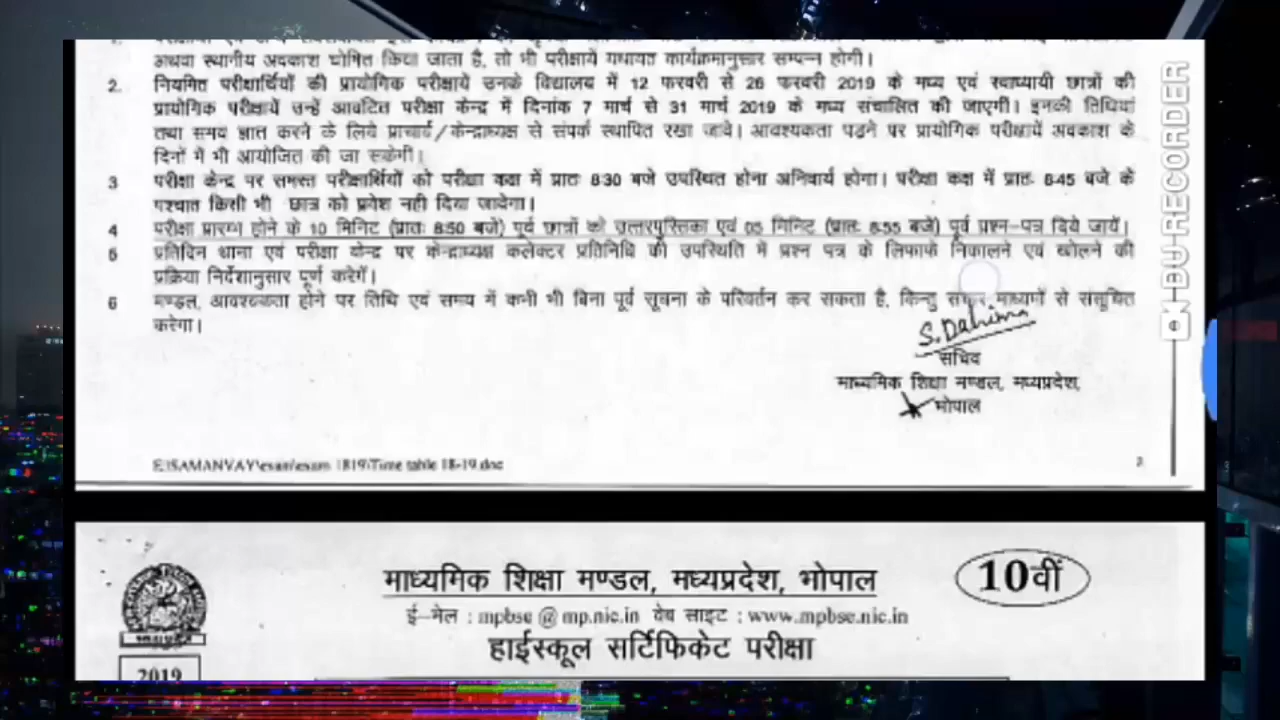 अथवा स्थानीय अवकाश घोषित किया जाता है, तो भी परीक्षायें यथावत कार्यक्रमानुसार सम्पन्न होगी।
2. नियमित परीक्षार्थियों की प्रायोगिक परीक्षायें उनके विद्यालय में 12 फरवरी से 26 फरवरी 2019 के मध्य एवं स्वाध्यायी छात्रों की
प्रायोगिक परीक्षायें उन्हें आवंटित परीक्षा केन्द्र में दिनांक 7 मार्च से 31 मार्च 2019 के मध्य संचालित की जाएगीं। इनकी तिथियां
तथा समय ज्ञात करने के लिये प्राचार्य/केन्द्राध्यक्ष से संपर्क स्थापित रखा जावे। आवश्यकता पड़ने पर प्रायोगिक परीक्षायें अवकाश के
दिनों में भी आयोजित की जा सकेगी।
3 परीक्षा केन्द्र पर समस्त परीक्षार्थियों को परीक्षा कक्ष में प्रातः 8:30 बजे उपस्थित होना अनिवार्य होगा। परीक्षा कक्ष में प्रातः 8:45 बजे के
पश्चात किसी भी छात्र को प्रवेश नही दिया जावेगा।
4 परीक्षा प्रारम्भ होने के 10 मिनिट (प्रातः 8:50 बजे) पूर्व छात्रों को उत्तरपुस्तिका एवं 05 मिनिट (प्रातः 8:55 बजे) पूर्व प्रश्न–पत्र दिये जायें।
5 प्रतिदिन थाना एवं परीक्षा केन्द्र पर केन्द्राध्यक्ष कलेक्टर प्रतिनिधि की उपस्थिति में प्रश्न पत्र के लिफाफे निकालने एवं खोलने की
प्रक्रिया निर्देशानुसार पूर्ण करेगें।
6 मण्डल, आवश्यकता होने पर तिथि एवं समय में कभी भी बिना पूर्व सूचना के परिवर्तन कर सकता है, किन्तु संचार माध्यमों से संसूचित
करेगा।
S. Dahima
सचिव
माध्यमिक शिक्षा मण्डल, मध्यप्रदेश,
भोपाल
E:\SAMANVAY\exam\exam 1819\Time table 18-19.doc
2
DU RECORDER
माध्यमिक शिक्षा मण्डल, मध्यप्रदेश, भोपाल
10वीं
ई–मेल : mpbse @ mp.nic.in वेब साइट : www.mpbse.nic.in
हाईस्कूल सर्टिफिकेट परीक्षा
2019